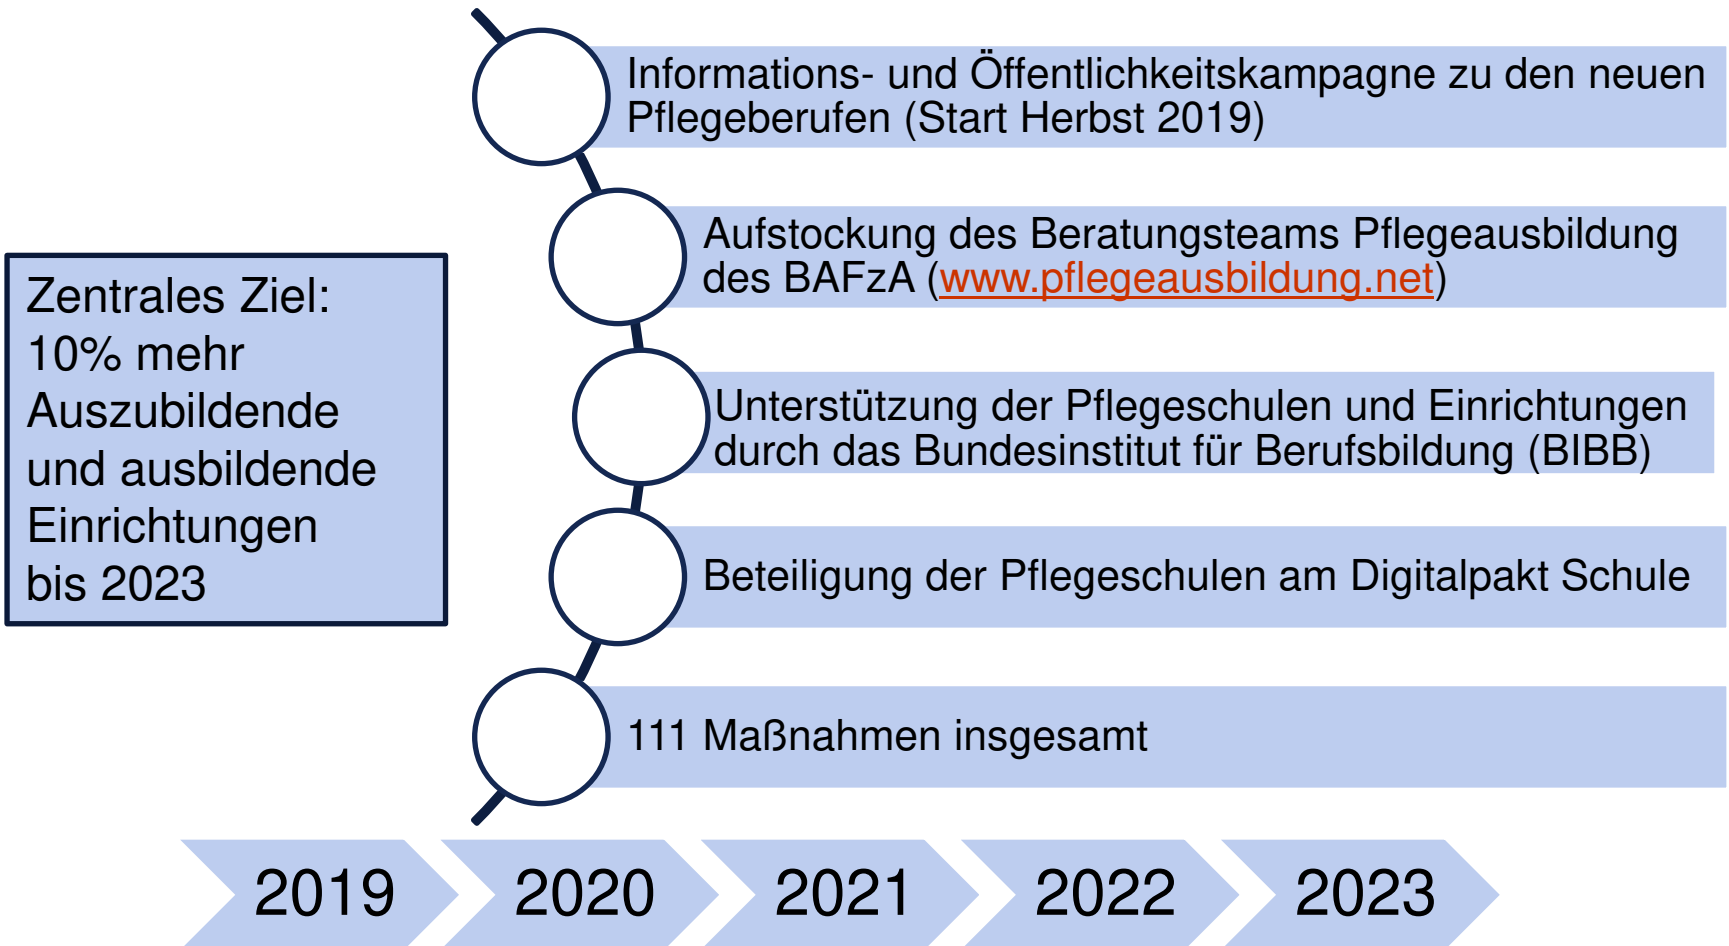 Informations- und Öffentlichkeitskampagne zu den neuen
Pflegeberufen (Start Herbst 2019)
Aufstockung des Beratungsteams Pflegeausbildung
des BAFzA (www.pflegeausbildung.net)
Zentrales Ziel:
10% mehr
Auszubildende
und ausbildende
Einrichtungen
bis 2023
Unterstützung der Pflegeschulen und Einrichtungen
durch das Bundesinstitut für Berufsbildung (BIBB)
Beteiligung der Pflegeschulen am Digitalpakt Schule
111 Maßnahmen insgesamt
2019 2020 2021 2022 2023